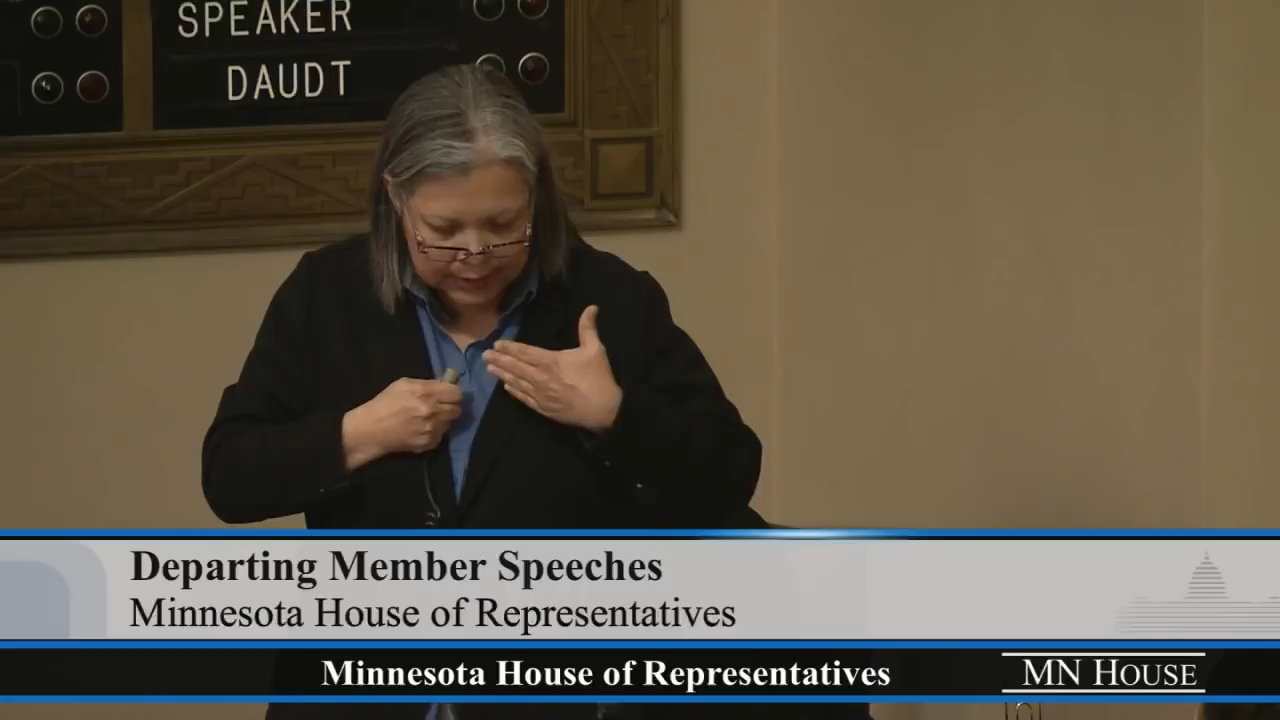 SPEAKER
DAUDT
Departing Member Speeches
Minnesota House of Representatives
Minnesota House of Representatives
MN HOUSE